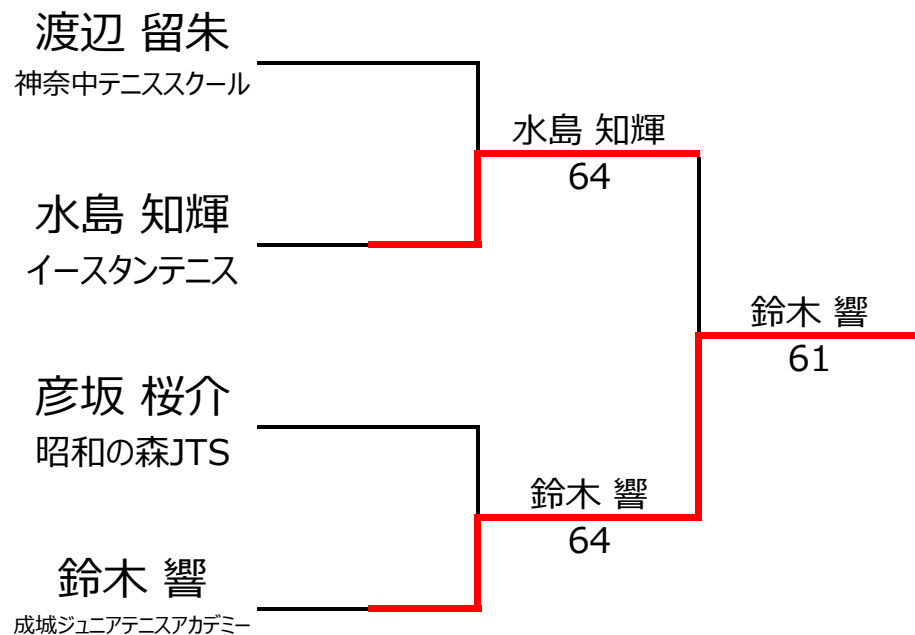 渡辺 留朱
神奈中テニススクール
水島 知輝
64
水島 知輝
イースタンテニス
鈴木 響
61
彦坂 桜介
昭和の森JTS
鈴木 響
64
鈴木 響
成城ジュニアテニスアカデミー